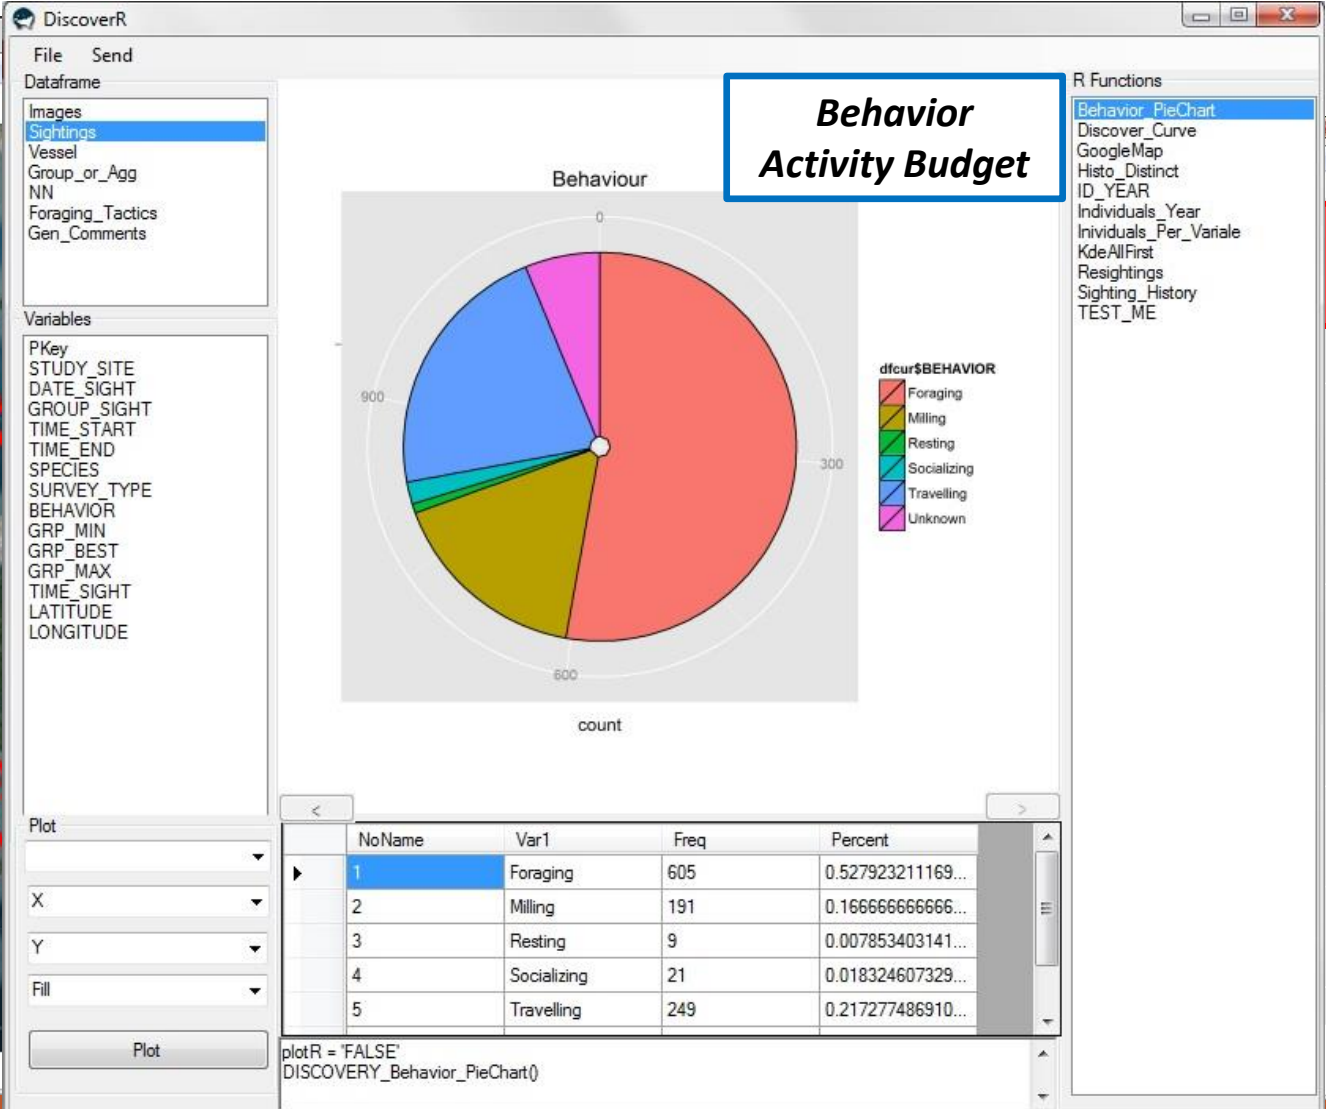 DiscoverR
File Send
Dataframe
Images
Sightings
Vessel
Group_or_Agg
NN
Foraging_Tactics
Gen_Comments
Variables
PKey
STUDY_SITE
DATE_SIGHT
GROUP_SIGHT
TIME_START
TIME_END
SPECIES
SURVEY_TYPE
BEHAVIOR
GRP_MIN
GRP_BEST
GRP_MAX
TIME_SIGHT
LATITUDE
LONGITUDE
Plot
X
Y
Fill
Plot
Behavior
Activity Budget
Behaviour
0
300
600
900
count
dfcur$BEHAVIOR
Foraging
Milling
Resting
Socializing
Travelling
Unknown
< >
NoName Var1 Freq Percent
1 Foraging 605 0.527923211169...
2 Milling 191 0.166666666666...
3 Resting 9 0.007853403141...
4 Socializing 21 0.018324607329...
5 Travelling 249 0.217277486910...
plotR = 'FALSE'
DISCOVERY_Behavior_PieChart()
R Functions
Behavior_PieChart
Discover_Curve
GoogleMap
Histo_Distinct
ID_YEAR
Individuals_Year
Inividuals_Per_Variale
KdeAllFirst
Resightings
Sighting_History
TEST_ME